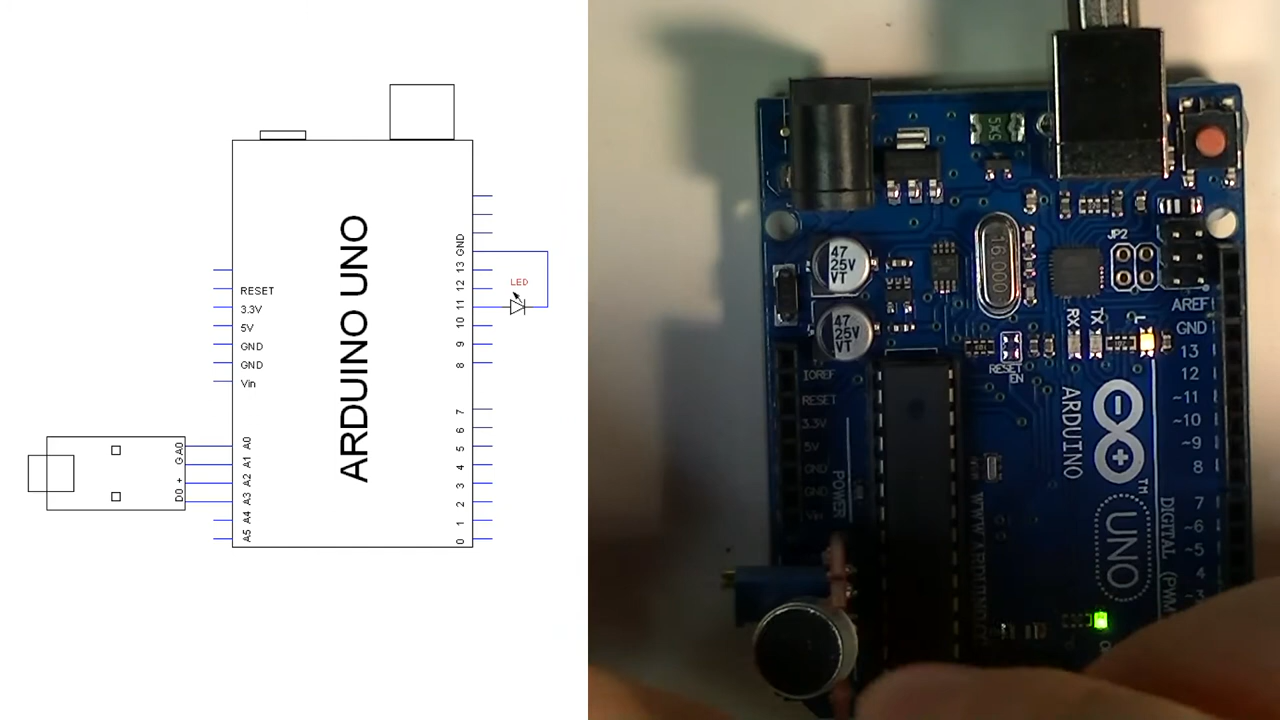 ARDUINO UNO
RESET
3.3V
5V
GND
GND
Vin
A0
A1
A2
A3
A4
A5
GND
13
12
11
10
9
8
7
6
5
4
3
2
1
0
LED
A0
G
+
D0
47
25V
VT
47
25V
VT
16.000
JP2
AREF
GND
13
12
~11
~10
~9
8
7
~6
~5
4
RX
TX
L
RESET
EN
IOREF
RESET
3.3V
5V
GND
GND
Vin
POWER
ARDUINO
TM
UNO
DIGITAL (PWM